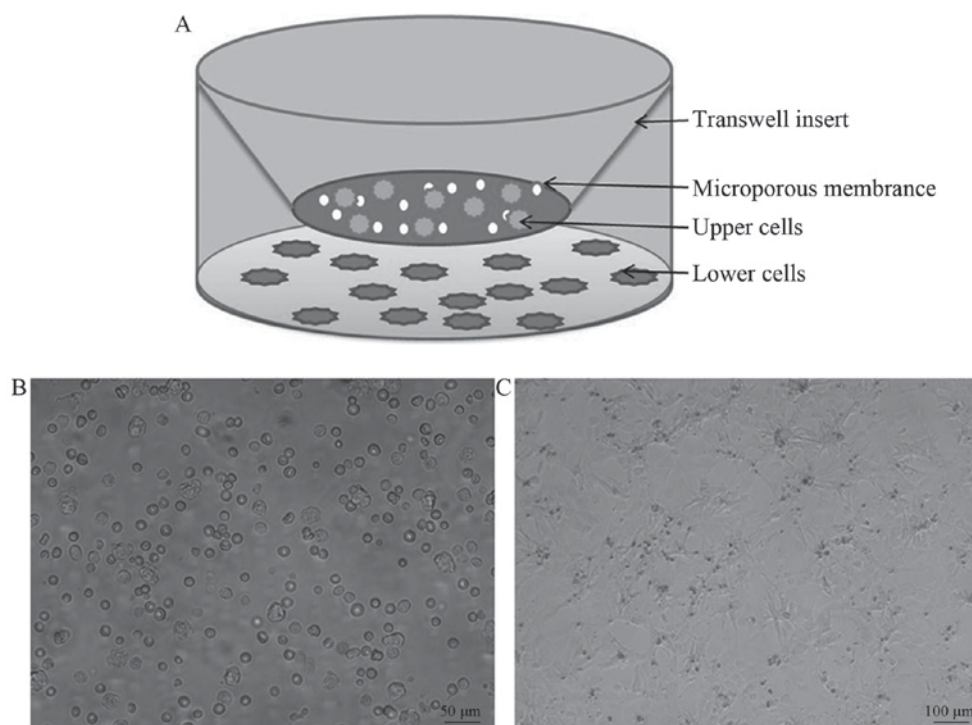 A
Transwell insert
Microporous membrance
Upper cells
Lower cells
B
50 μm
C
100 μm